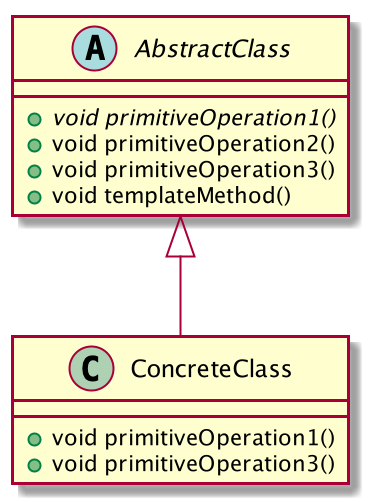 A AbstractClass
void primitiveOperation1()
void primitiveOperation2()
void primitiveOperation3()
void templateMethod()
C ConcreteClass
void primitiveOperation1()
void primitiveOperation3()